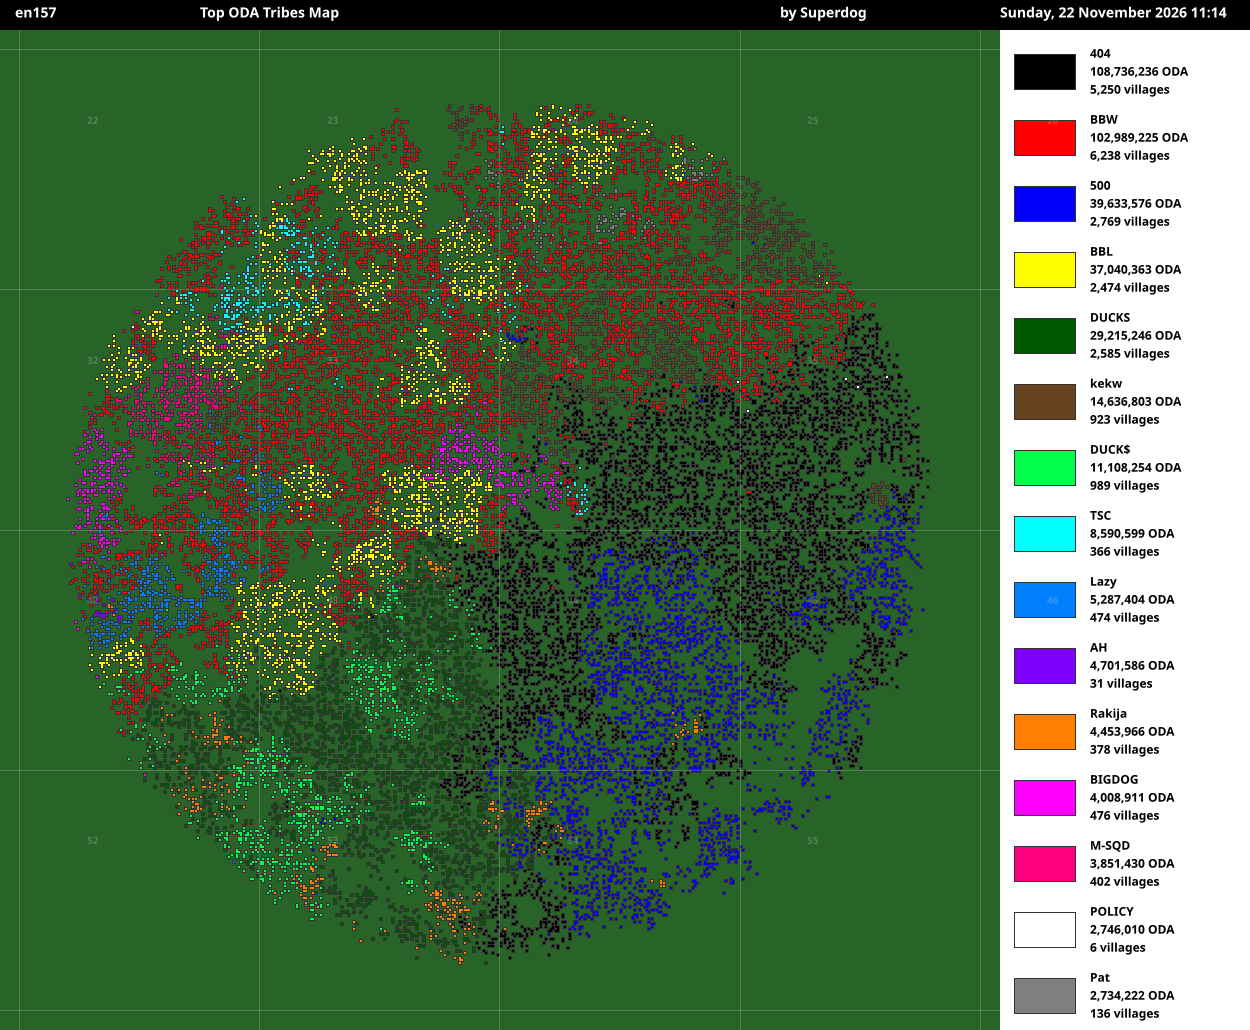 en157 Top ODA Tribes Map by Superdog Sunday, 22 November 2026 11:14
404
108,736,236 ODA
5,250 villages
BBW
102,989,225 ODA
6,238 villages
500
39,633,576 ODA
2,769 villages
BBL
37,040,363 ODA
2,474 villages
DUCKS
29,215,246 ODA
2,585 villages
kekw
14,636,803 ODA
923 villages
DUCK$
11,108,254 ODA
989 villages
TSC
8,590,599 ODA
366 villages
Lazy
5,287,404 ODA
474 villages
AH
4,701,586 ODA
31 villages
Rakija
4,453,966 ODA
378 villages
BIGDOG
4,008,911 ODA
476 villages
M-SQD
3,851,430 ODA
402 villages
POLICY
2,746,010 ODA
6 villages
Pat
2,734,222 ODA
136 villages
22 23 25
32
46
52 55